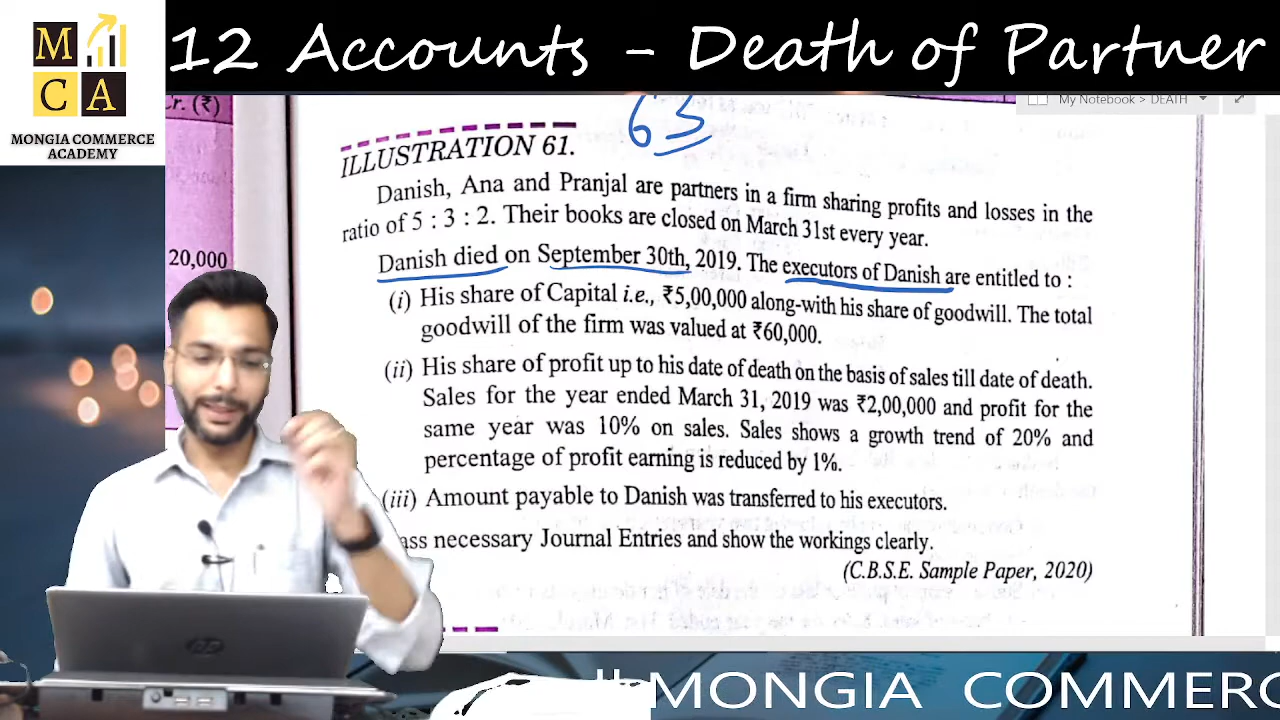 M
C A
MONGIA COMMERCE
ACADEMY
12 Accounts - Death of Partner
Cr. (₹)
20,000
My Notebook > DEATH
63
ILLUSTRATION 61.
Danish, Ana and Pranjal are partners in a firm sharing profits and losses in the
ratio of 5 : 3 : 2. Their books are closed on March 31st every year.
Danish died on September 30th, 2019. The executors of Danish are entitled to :
(i) His share of Capital i.e., ₹5,00,000 along-with his share of goodwill. The total
goodwill of the firm was valued at ₹60,000.
(ii) His share of profit up to his date of death on the basis of sales till date of death.
Sales for the year ended March 31, 2019 was ₹2,00,000 and profit for the
same year was 10% on sales. Sales shows a growth trend of 20% and
percentage of profit earning is reduced by 1%.
(iii) Amount payable to Danish was transferred to his executors.
ass necessary Journal Entries and show the workings clearly.
(C.B.S.E. Sample Paper, 2020)
MONGIA COMMERC